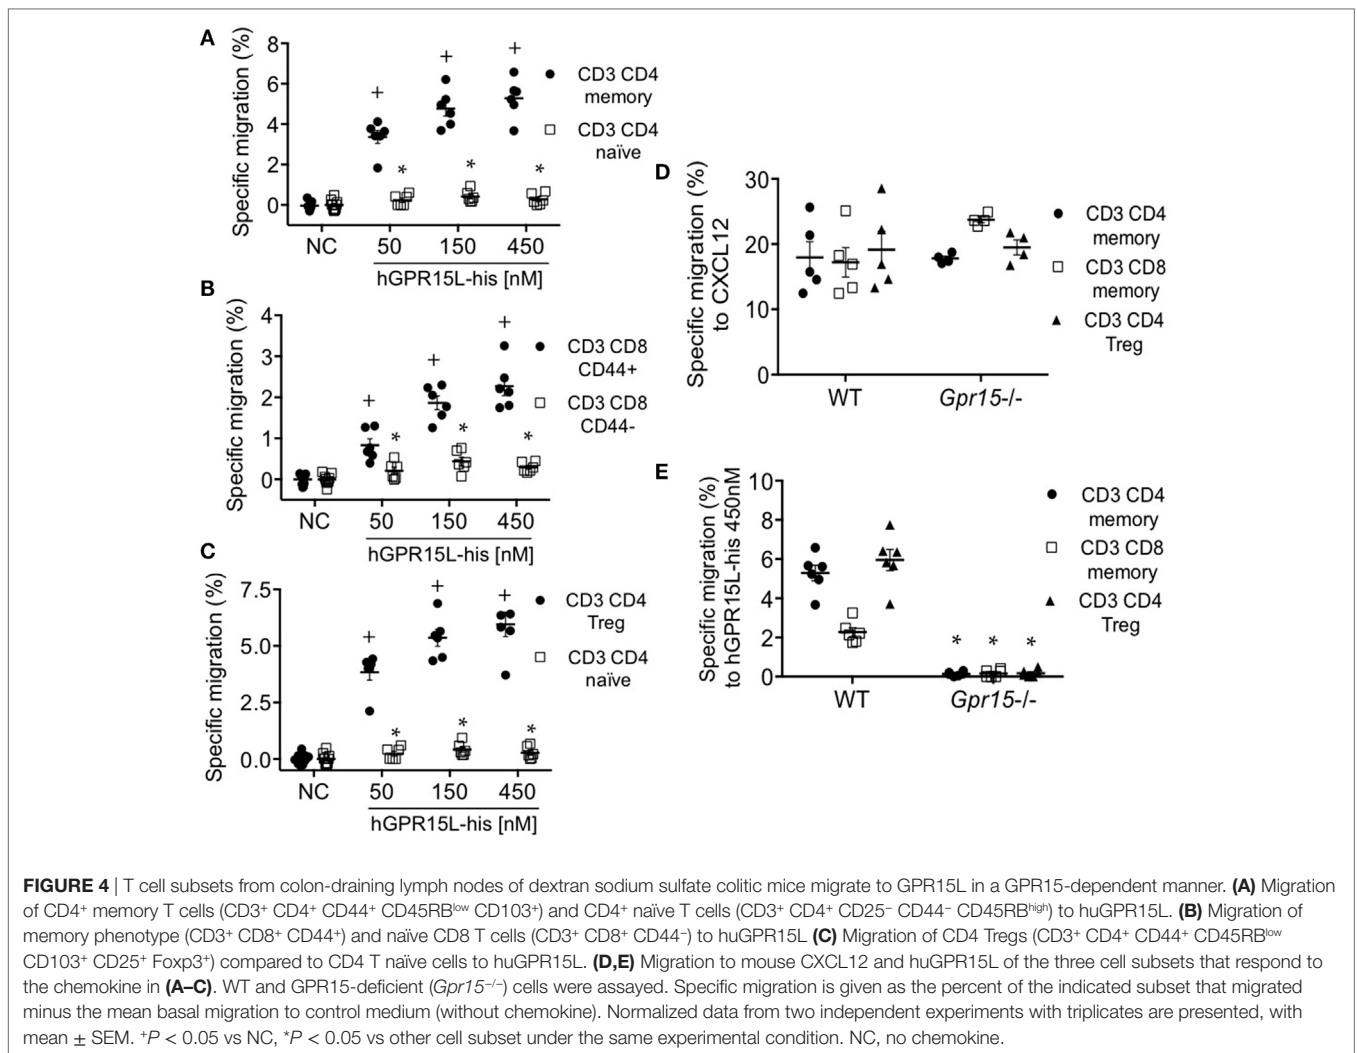 A
Specific migration (%)
8
6
4
2
0
+
+
+
*
*
*
NC
50
150
450
hGPR15L-his [nM]
CD3 CD4
memory
CD3 CD4
naïve
B
Specific migration (%)
4
3
2
1
0
+
+
+
*
*
*
NC
50
150
450
hGPR15L-his [nM]
CD3 CD8
CD44+
CD3 CD8
CD44-
C
Specific migration (%)
7.5
5.0
2.5
0.0
+
+
+
*
*
*
NC
50
150
450
hGPR15L-his [nM]
CD3 CD4
Treg
CD3 CD4
naïve
D
Specific migration (%)
to CXCL12
30
20
10
0
WT
Gpr15-/-
CD3 CD4
memory
CD3 CD8
memory
CD3 CD4
Treg
E
Specific migration (%)
to hGPR15L-his 450nM
10
8
6
4
2
0
*
*
*
WT
Gpr15-/-
CD3 CD4
memory
CD3 CD8
memory
CD3 CD4
Treg
FIGURE 4 | T cell subsets from colon-draining lymph nodes of dextran sodium sulfate colitic mice migrate to GPR15L in a GPR15-dependent manner. (A) Migration
of CD4⁺ memory T cells (CD3⁺ CD4⁺ CD44⁺ CD45RBˡᵒʷ CD103⁺) and CD4⁺ naïve T cells (CD3⁺ CD4⁺ CD25⁻ CD44⁻ CD45RBʰⁱᵍʰ) to huGPR15L. (B) Migration of
memory phenotype (CD3⁺ CD8⁺ CD44⁺) and naïve CD8 T cells (CD3⁺ CD8⁺ CD44⁻) to huGPR15L (C) Migration of CD4 Tregs (CD3⁺ CD4⁺ CD44⁺ CD45RBˡᵒʷ
CD103⁺ CD25⁺ Foxp3⁺) compared to CD4 T naïve cells to huGPR15L. (D,E) Migration to mouse CXCL12 and huGPR15L of the three cell subsets that respond to
the chemokine in (A–C). WT and GPR15-deficient (Gpr15⁻/⁻) cells were assayed. Specific migration is given as the percent of the indicated subset that migrated
minus the mean basal migration to control medium (without chemokine). Normalized data from two independent experiments with triplicates are presented, with
mean ± SEM. ⁺P < 0.05 vs NC, *P < 0.05 vs other cell subset under the same experimental condition. NC, no chemokine.